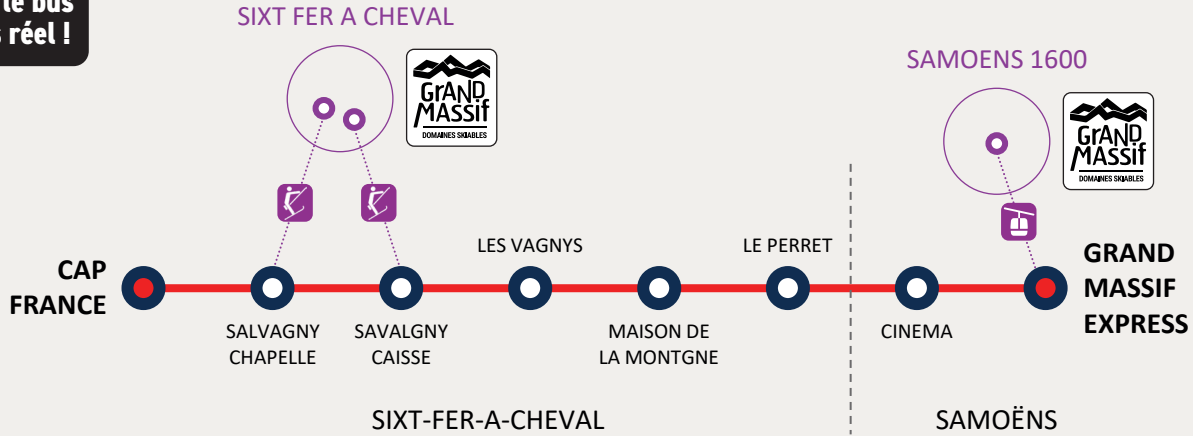 le bus
s réel !
SIXT FER A CHEVAL
GrAND
MASSif
DOMAINES SKIABLES
SAMOENS 1600
GrAND
MASSif
DOMAINES SKIABLES
CAP
FRANCE
SALVAGNY
CHAPELLE
SAVALGNY
CAISSE
LES VAGNYS
MAISON DE
LA MONTGNE
LE PERRET
CINEMA
GRAND
MASSIF
EXPRESS
SIXT-FER-A-CHEVAL
SAMOËNS